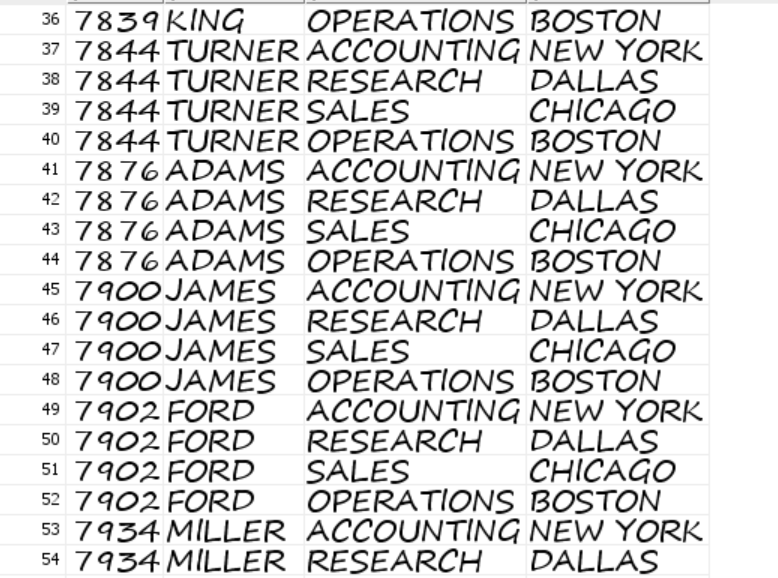 36 7839 KING OPERATIONS BOSTON
37 7844 TURNER ACCOUNTING NEW YORK
38 7844 TURNER RESEARCH DALLAS
39 7844 TURNER SALES CHICAGO
40 7844 TURNER OPERATIONS BOSTON
41 7876 ADAMS ACCOUNTING NEW YORK
42 7876 ADAMS RESEARCH DALLAS
43 7876 ADAMS SALES CHICAGO
44 7876 ADAMS OPERATIONS BOSTON
45 7900 JAMES ACCOUNTING NEW YORK
46 7900 JAMES RESEARCH DALLAS
47 7900 JAMES SALES CHICAGO
48 7900 JAMES OPERATIONS BOSTON
49 7902 FORD ACCOUNTING NEW YORK
50 7902 FORD RESEARCH DALLAS
51 7902 FORD SALES CHICAGO
52 7902 FORD OPERATIONS BOSTON
53 7934 MILLER ACCOUNTING NEW YORK
54 7934 MILLER RESEARCH DALLAS